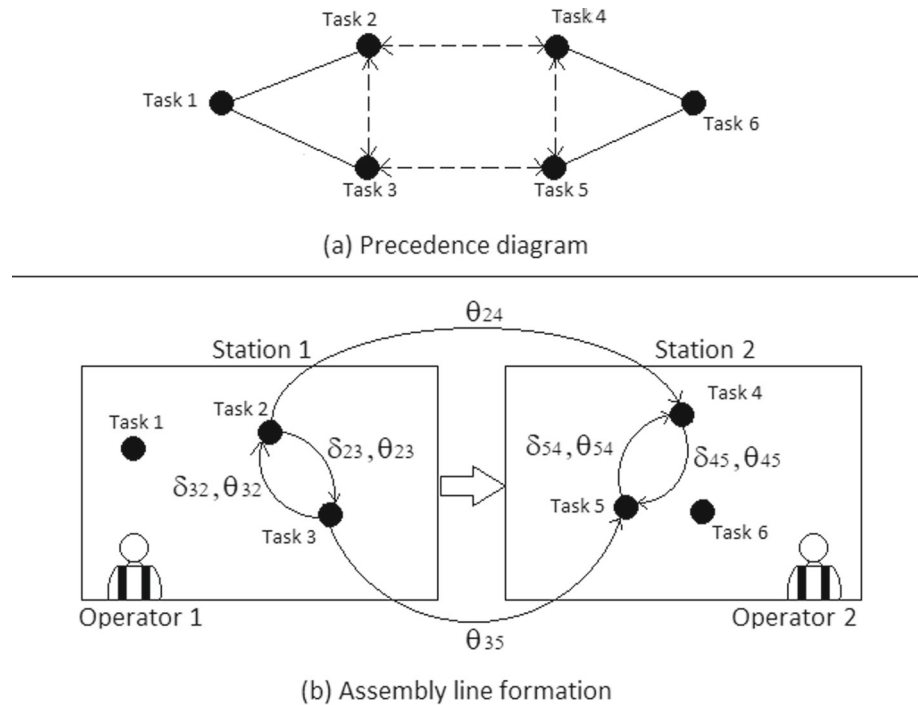 Task 2
Task 4
Task 1
Task 6
Task 3
Task 5
(a) Precedence diagram
θ24
Station 1
Station 2
Task 1
Task 2
Task 4
δ23,θ23
δ54,θ54
δ45,θ45
δ32,θ32
Task 3
Task 5
Task 6
Operator 1
Operator 2
θ35
(b) Assembly line formation